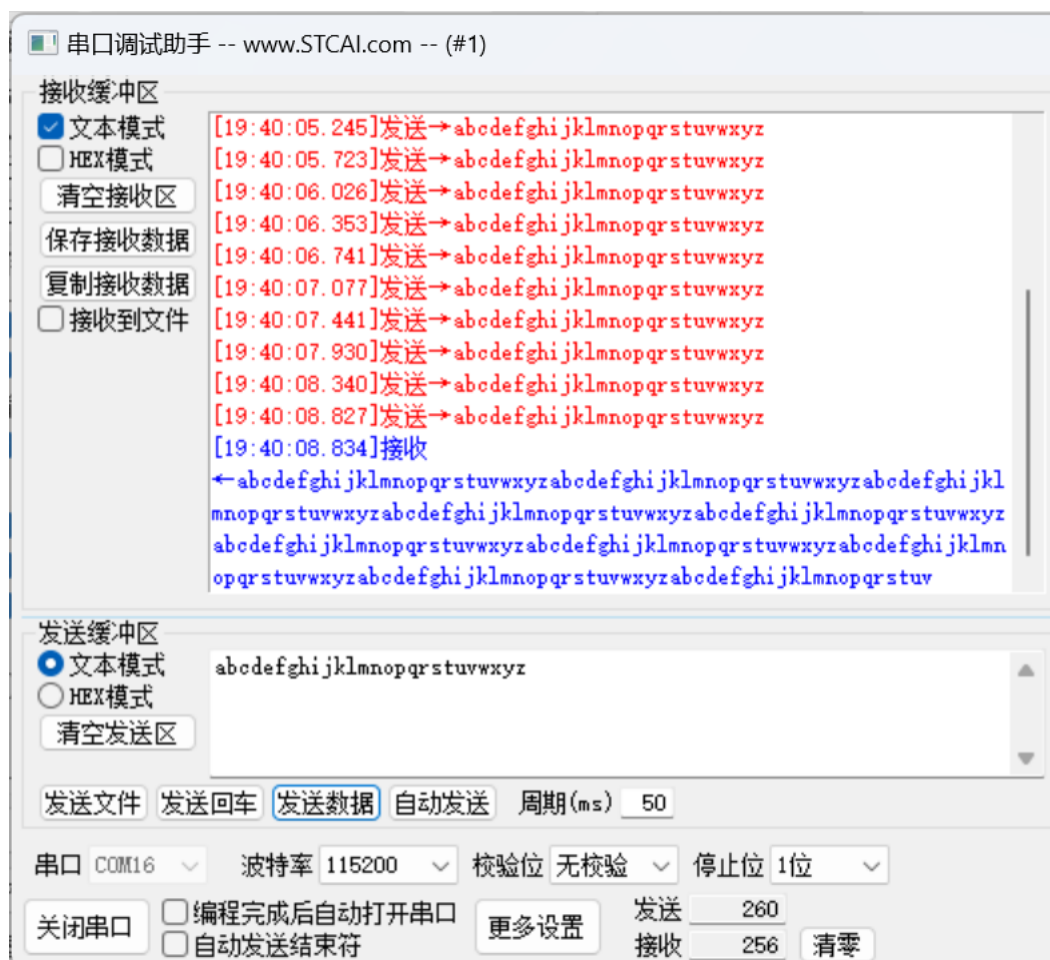 串口调试助手 -- www.STCAI.com -- (#1)
接收缓冲区
文本模式
HEX模式
清空接收区
保存接收数据
复制接收数据
接收到文件
[19:40:05.245]发送→abcdefghijklmnopqrstuvwxyz
[19:40:05.723]发送→abcdefghijklmnopqrstuvwxyz
[19:40:06.026]发送→abcdefghijklmnopqrstuvwxyz
[19:40:06.353]发送→abcdefghijklmnopqrstuvwxyz
[19:40:06.741]发送→abcdefghijklmnopqrstuvwxyz
[19:40:07.077]发送→abcdefghijklmnopqrstuvwxyz
[19:40:07.441]发送→abcdefghijklmnopqrstuvwxyz
[19:40:07.930]发送→abcdefghijklmnopqrstuvwxyz
[19:40:08.340]发送→abcdefghijklmnopqrstuvwxyz
[19:40:08.827]发送→abcdefghijklmnopqrstuvwxyz
[19:40:08.834]接收
←abcdefghijklmnopqrstuvwxyzabcdefghijklmnopqrstuvwxyzabcdefghijkl
mnopqrstuvwxyzabcdefghijklmnopqrstuvwxyzabcdefghijklmnopqrstuvwxyz
abcdefghijklmnopqrstuvwxyzabcdefghijklmnopqrstuvwxyzabcdefghijklmn
opqrstuvwxyzabcdefghijklmnopqrstuvwxyzabcdefghijklmnopqrstuv
发送缓冲区
文本模式
HEX模式
清空发送区
abcdefghijklmnopqrstuvwxyz
发送文件 发送回车 发送数据 自动发送 周期(ms) 50
串口 COM16 波特率 115200 校验位 无校验 停止位 1位
关闭串口 编程完成后自动打开串口 更多设置 发送 260
自动发送结束符 接收 256 清零